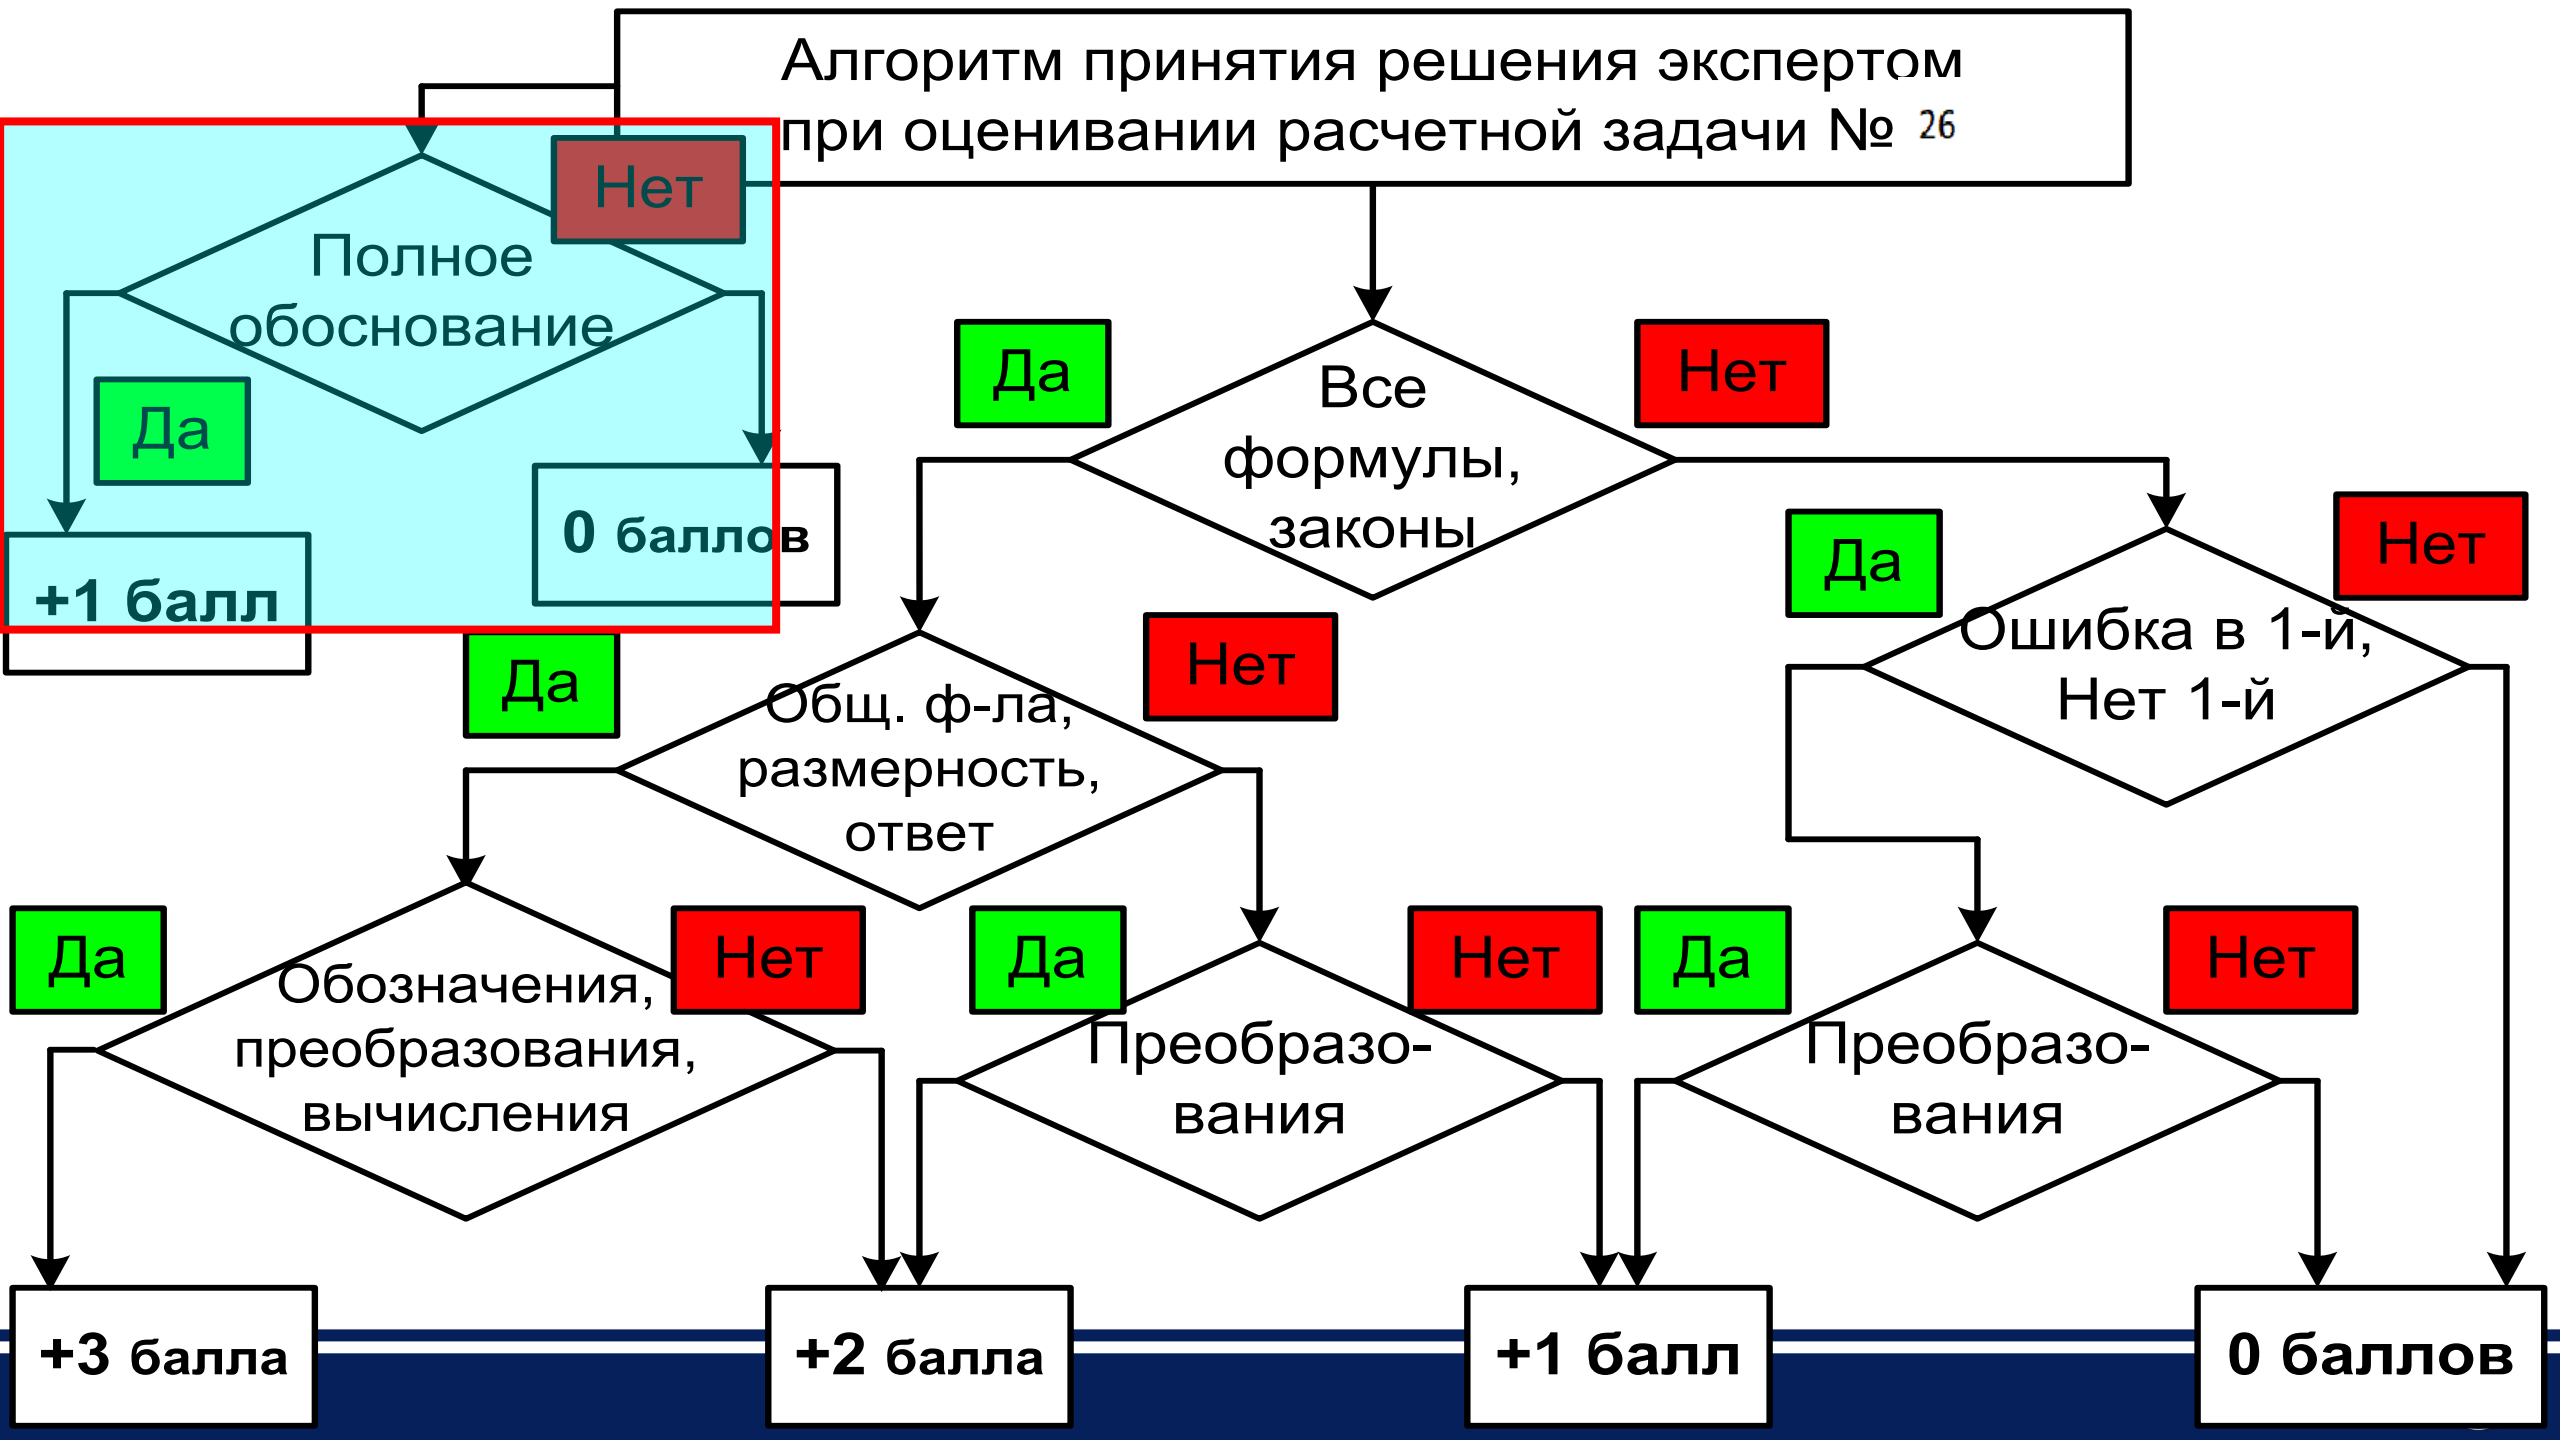 Алгоритм принятия решения экспертом
при оценивании расчетной задачи № 26
Нет
Полное
обоснование
Да
+1 балл
0 баллов
Да
Все
формулы,
законы
Нет
Да
Общ. ф-ла,
размерность,
ответ
Нет
Да
Ошибка в 1-й,
Нет 1-й
Нет
Да
Обозначения,
преобразования,
вычисления
Нет
Да
Преобразо-
вания
Нет
Да
Преобразо-
вания
Нет
+3 балла
+2 балла
+1 балл
0 баллов